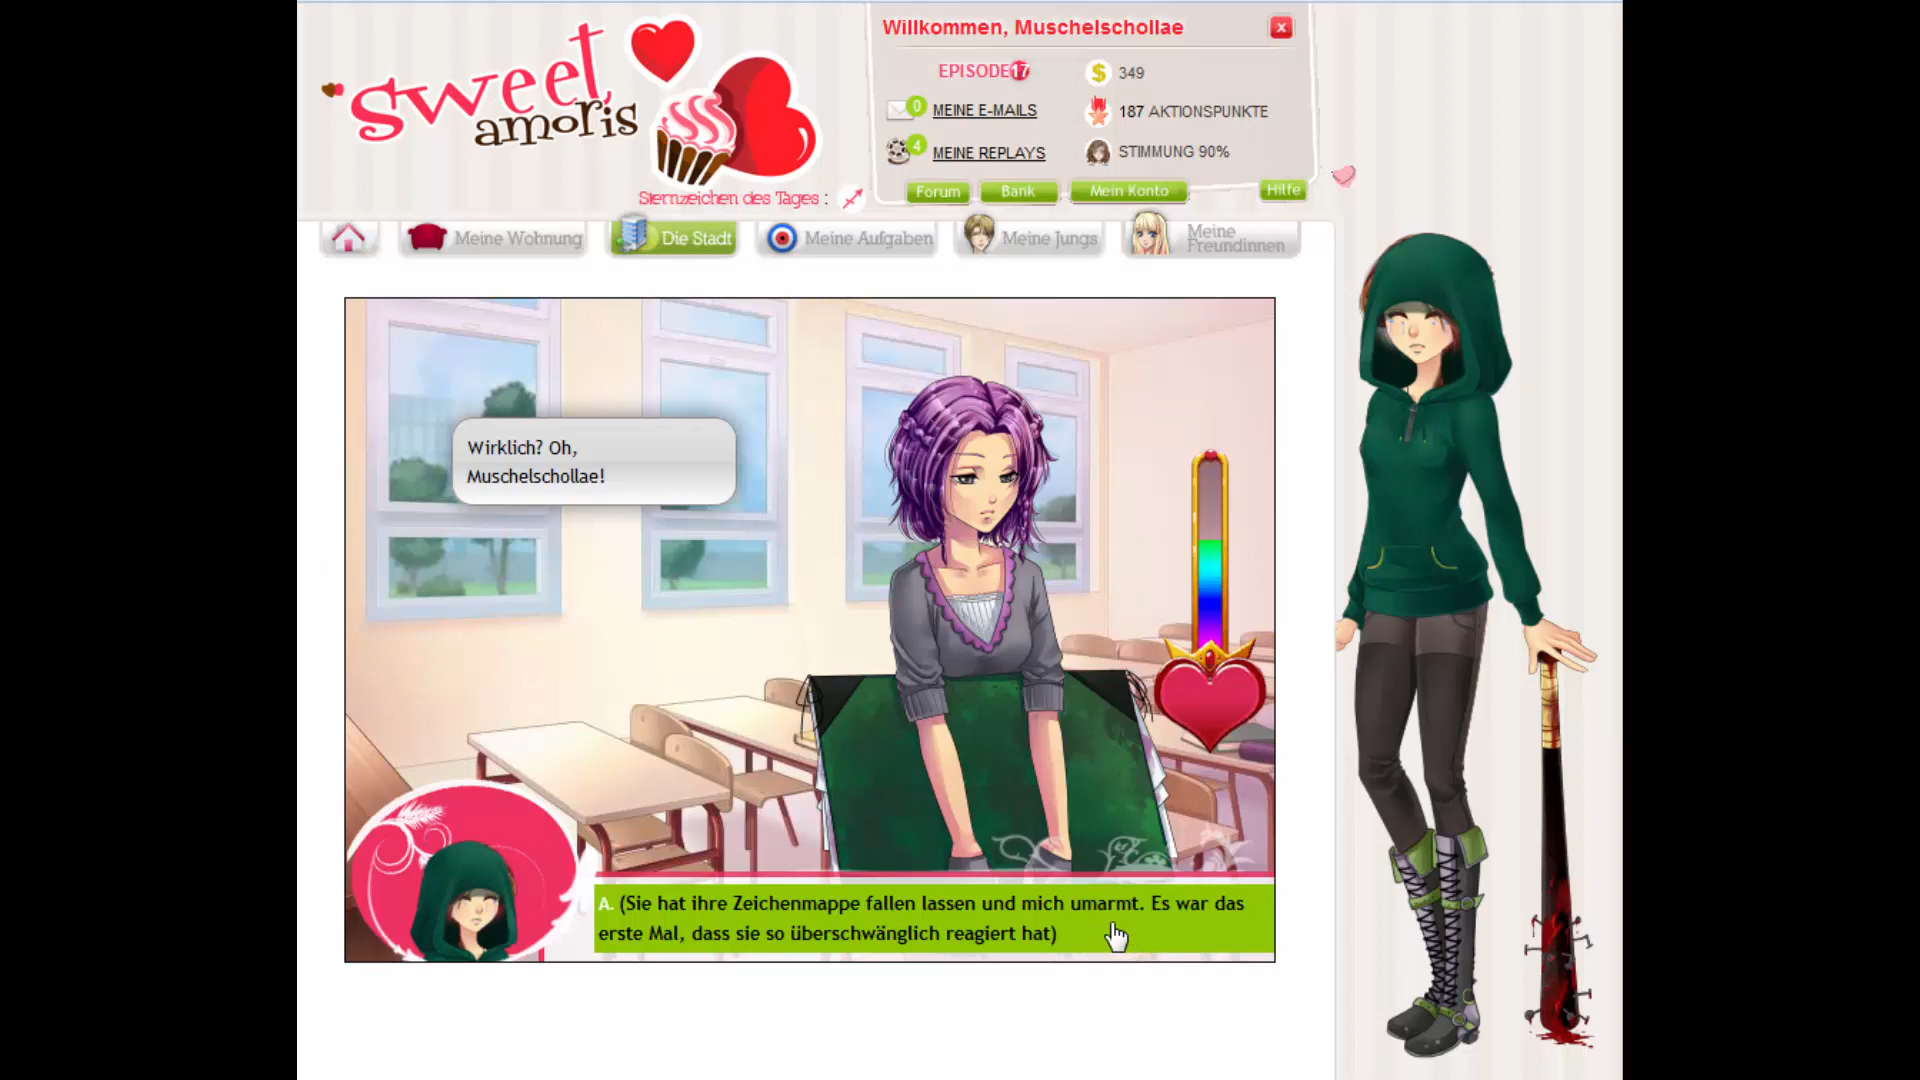 Sweet
amoris
Willkommen, Muschelschollae
x
EPISODE 17
$ 349
0 MEINE E-MAILS
187 AKTIONSPUNKTE
4 MEINE REPLAYS
STIMMUNG 90%
Sternzeichen des Tages :
Forum
Bank
Mein Konto
Hilfe
Meine Wohnung
Die Stadt
Meine Aufgaben
Meine Jungs
Meine
Freundinnen
Wirklich? Oh,
Muschelschollae!
A. (Sie hat ihre Zeichenmappe fallen lassen und mich umarmt. Es war das
erste Mal, dass sie so überschwänglich reagiert hat)